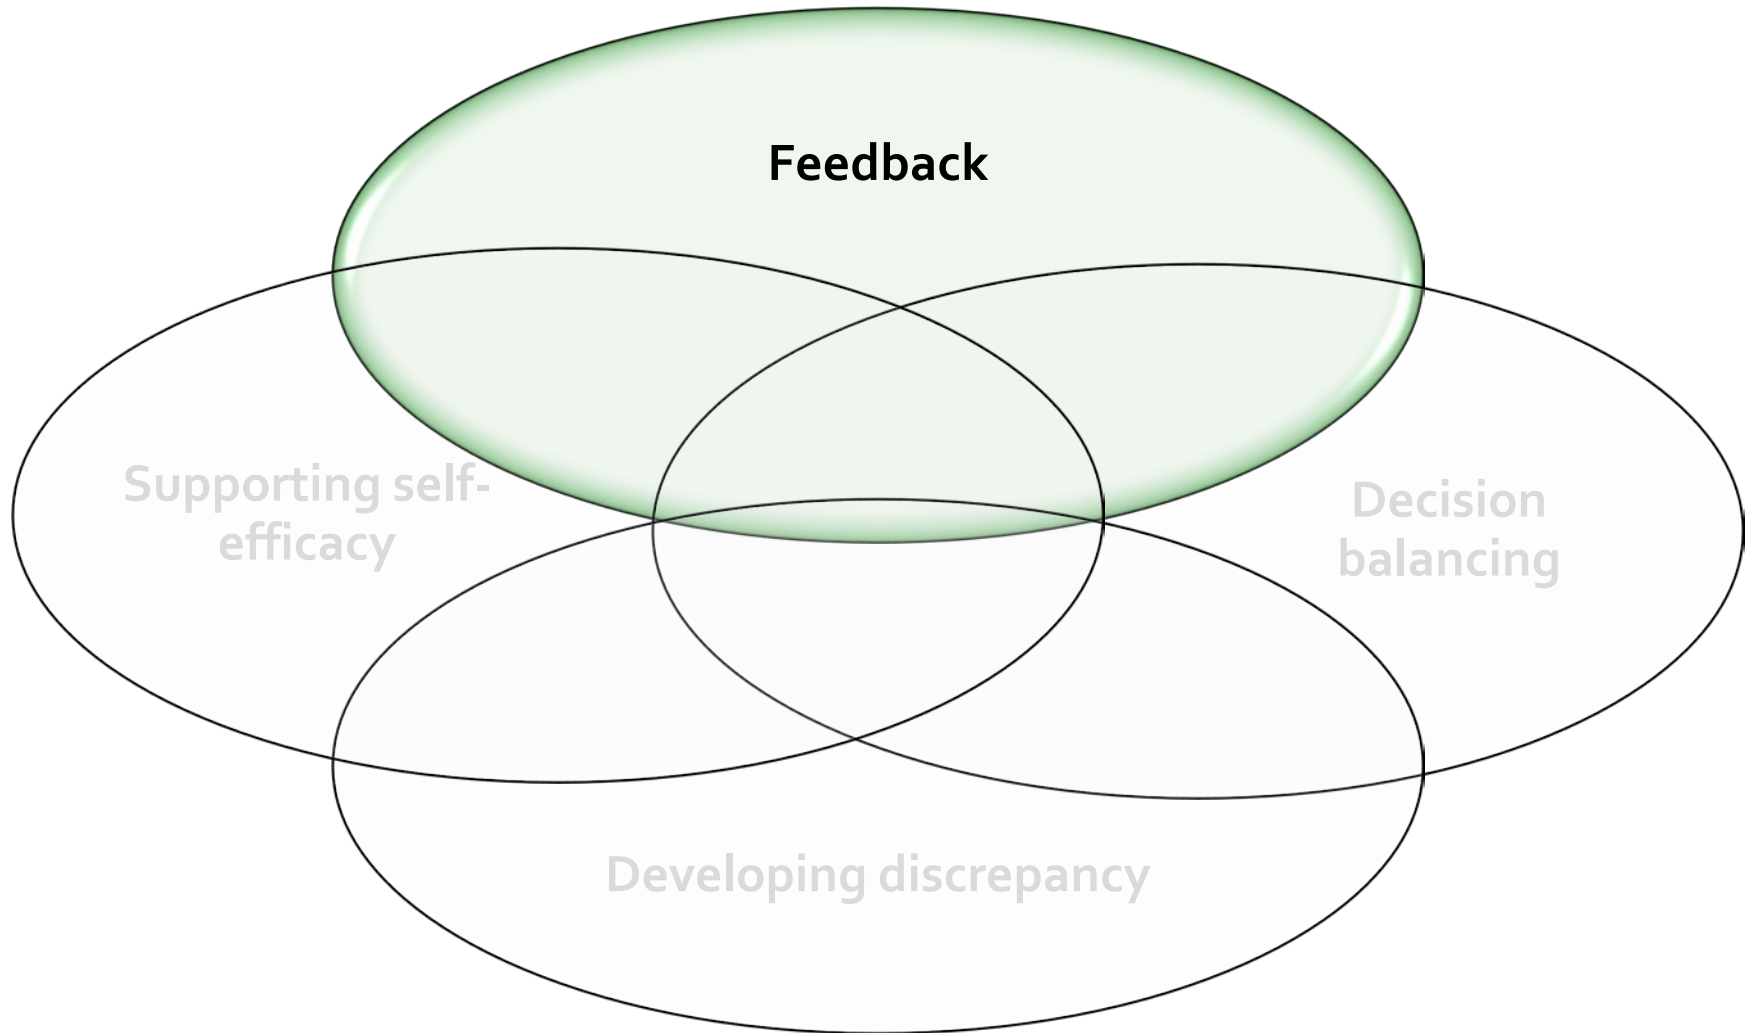 Feedback
Supporting self-
efficacy
Decision
balancing
Developing discrepancy